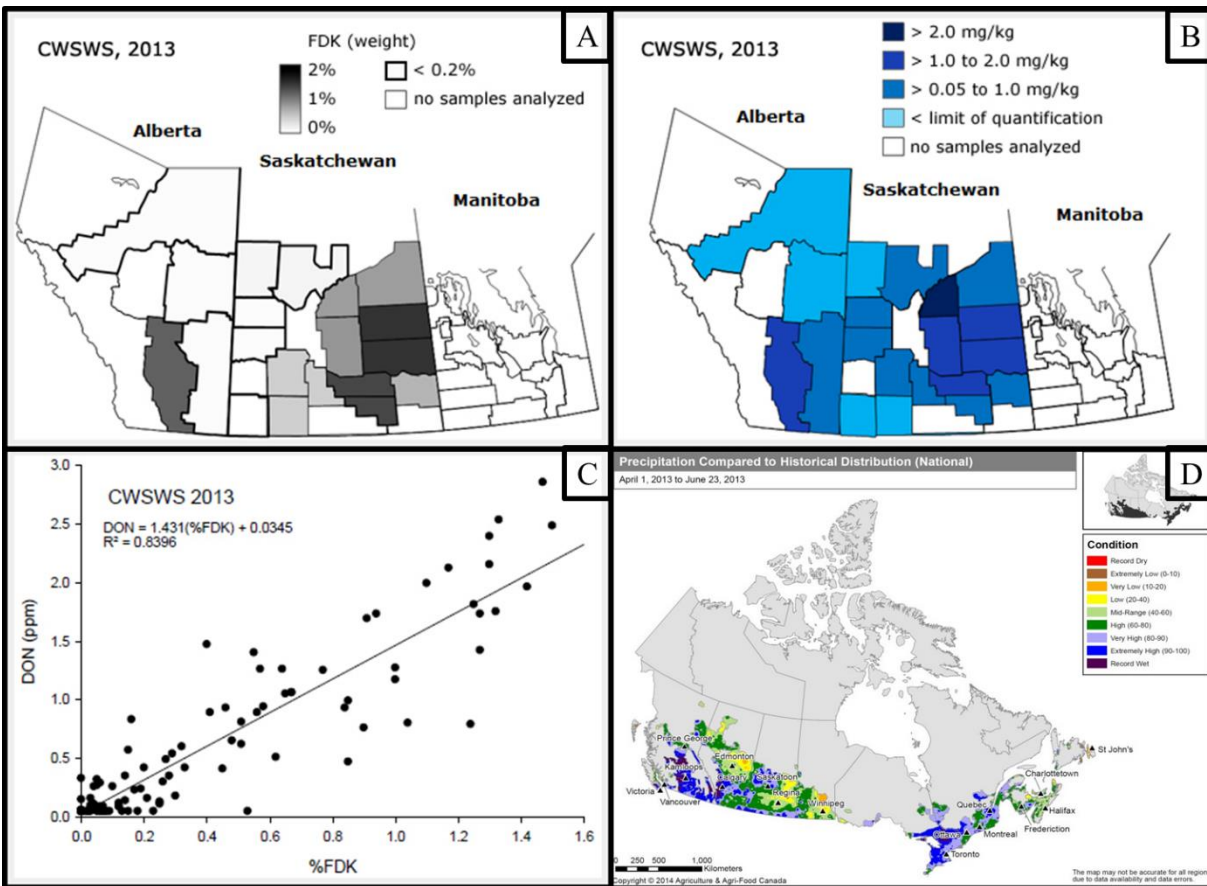 A
CWSWS, 2013
FDK (weight)
2%
1%
0%
< 0.2%
no samples analyzed
Alberta
Saskatchewan
Manitoba
B
CWSWS, 2013
> 2.0 mg/kg
> 1.0 to 2.0 mg/kg
> 0.05 to 1.0 mg/kg
< limit of quantification
no samples analyzed
Alberta
Saskatchewan
Manitoba
C
CWSWS 2013
DON = 1.431(%FDK) + 0.0345
R² = 0.8396
DON (ppm)
3.0
2.5
2.0
1.5
1.0
0.5
0.0
0.0 0.2 0.4 0.6 0.8 1.0 1.2 1.4 1.6
%FDK
D
Precipitation Compared to Historical Distribution (National)
April 1, 2013 to June 23, 2013
Condition
Record Dry
Extremely Low (0-10)
Very Low (10-20)
Low (20-40)
Mid-Range (40-60)
High (60-80)
Very High (80-90)
Extremely High (90-100)
Record Wet
Prince George
Edmonton
Kamloops
Calgary
Saskatoon
Regina
Winnipeg
Victoria
Vancouver
St John's
Charlottetown
Quebec
Halifax
Fredericton
Montreal
Ottawa
Toronto
0 250 500 1,000
Kilometers
Copyright © 2014 Agriculture & Agri-Food Canada
The map may not be accurate for all region
due to data availability and data errors.